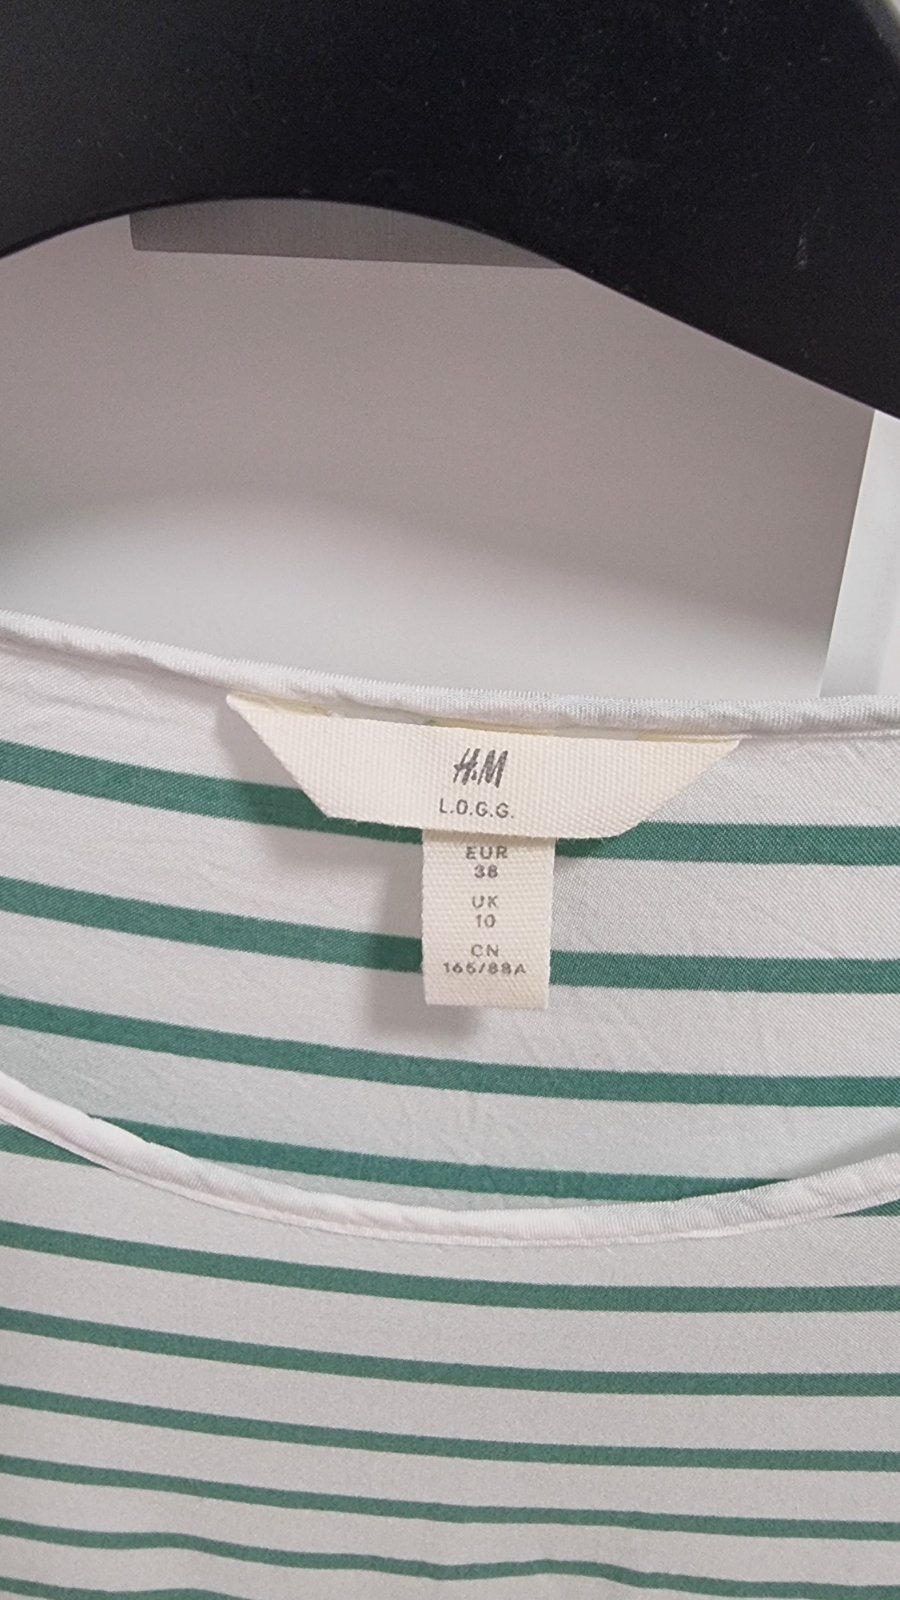 H&M
L.O.G.G.
EUR
38
UK
10
CN
165/88A